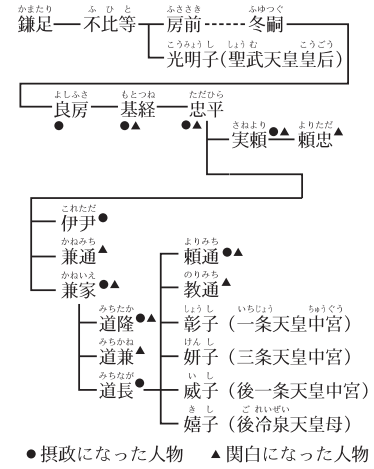 かまたり ふひと ふささき ふゆつぐ
鎌足 不比等 房前 冬嗣
こうみょうし しょうむ こうごう
光明子（聖武天皇皇后）
よしふさ もとつね ただひら
良房 基経 忠平
● ●▲ ●▲
さねより よりただ
実頼●▲ 頼忠▲
これただ
伊尹●
かねみち よりみち
兼通▲ 頼通●▲
かねいえ のりみち
兼家●▲ 教通▲
みちたか しょうし いちじょう ちゅうぐう
道隆●▲ 彰子（一条天皇中宮）
みちかね けんし
道兼▲ 妍子（三条天皇中宮）
みちなが いし
道長● 威子（後一条天皇中宮）
きし ごれいぜい
嬉子（後冷泉天皇母）
●摂政になった人物 ▲関白になった人物